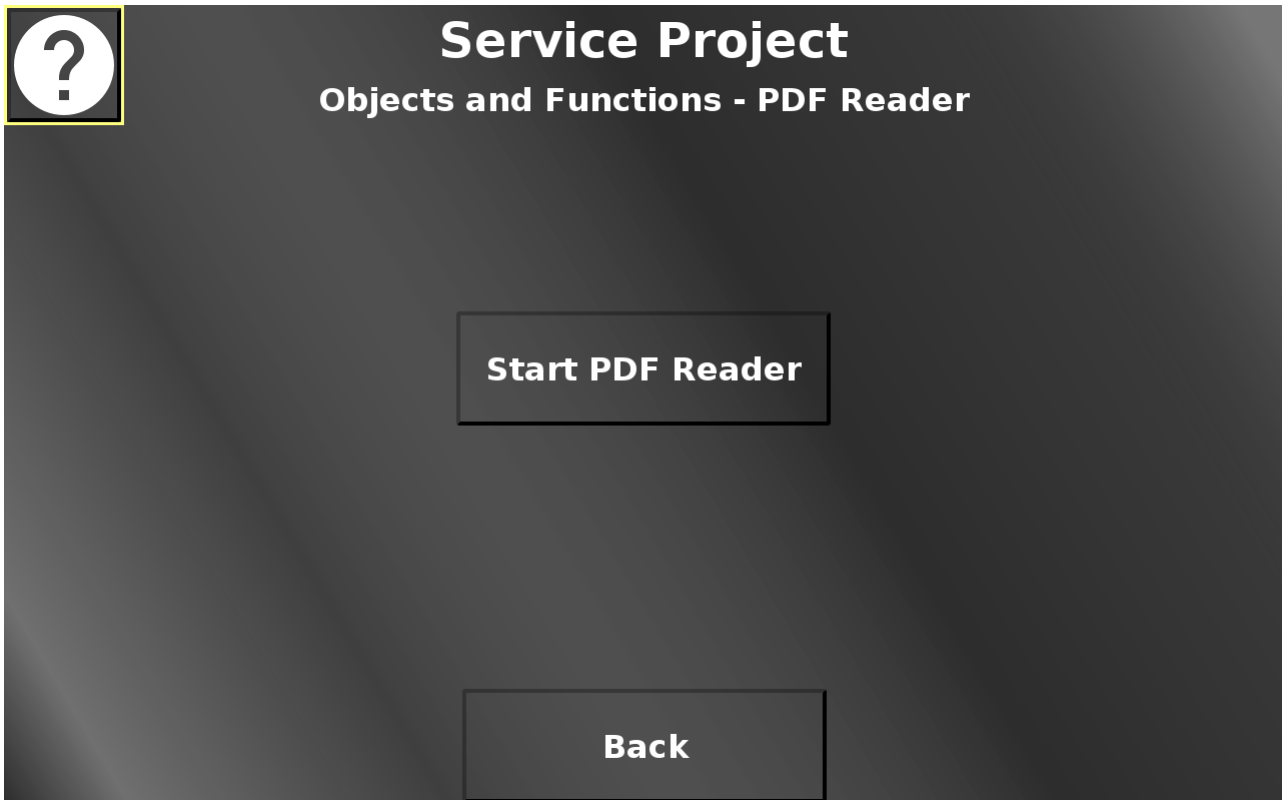 ?
Service Project
Objects and Functions - PDF Reader
Start PDF Reader
Back